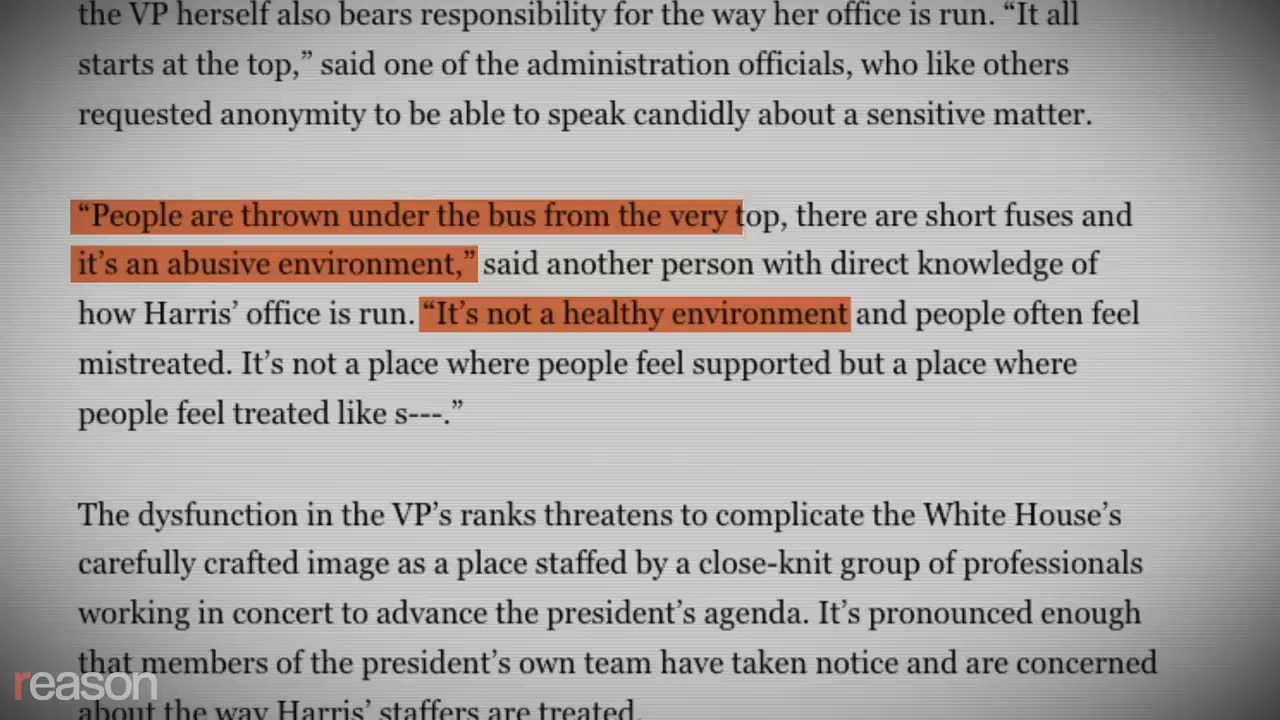 the VP herself also bears responsibility for the way her office is run. “It all
starts at the top,” said one of the administration officials, who like others
requested anonymity to be able to speak candidly about a sensitive matter.
“People are thrown under the bus from the very top, there are short fuses and
it’s an abusive environment,” said another person with direct knowledge of
how Harris’ office is run. “It’s not a healthy environment and people often feel
mistreated. It’s not a place where people feel supported but a place where
people feel treated like s---.”
The dysfunction in the VP’s ranks threatens to complicate the White House’s
carefully crafted image as a place staffed by a close-knit group of professionals
working in concert to advance the president’s agenda. It’s pronounced enough
that members of the president’s own team have taken notice and are concerned
about the way Harris’ staffers are treated.
reason